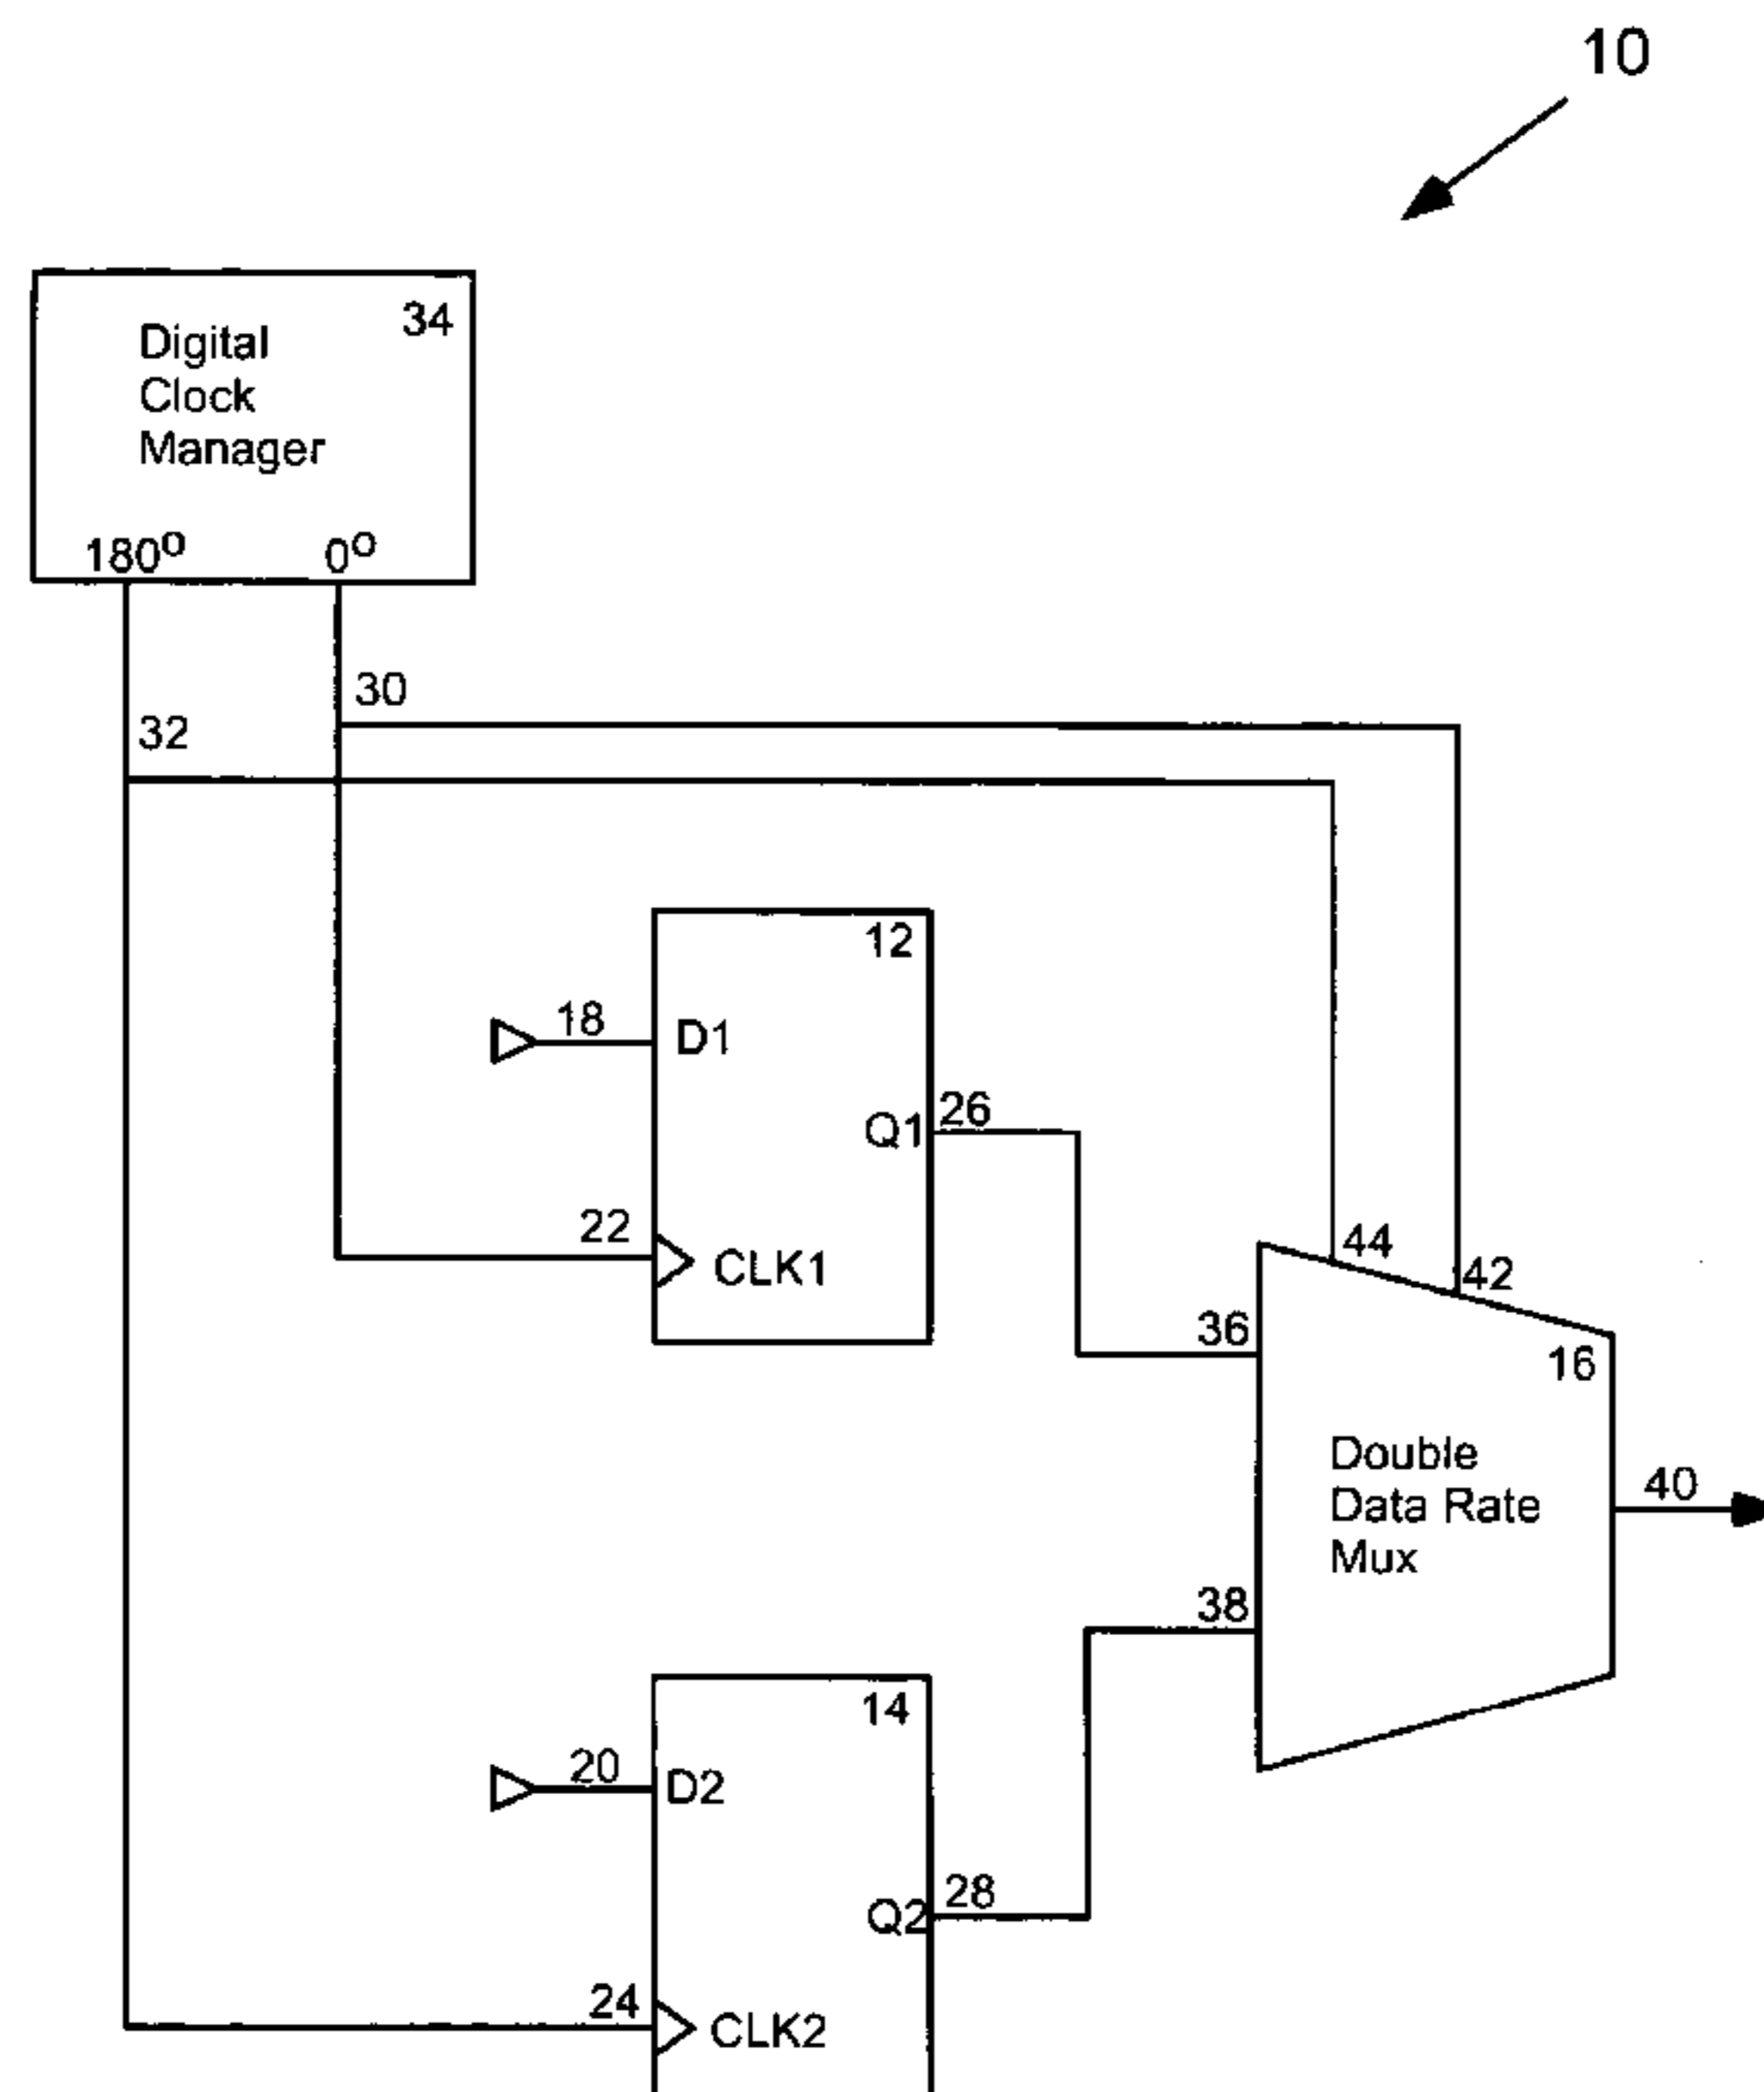 10
34
Digital
Clock
Manager
180° 0°
30
32
12
18
D1
26
Q1
22
CLK1
44
42
36
16
Double
Data Rate
Mux
40
38
14
20
D2
28
Q2
24
CLK2